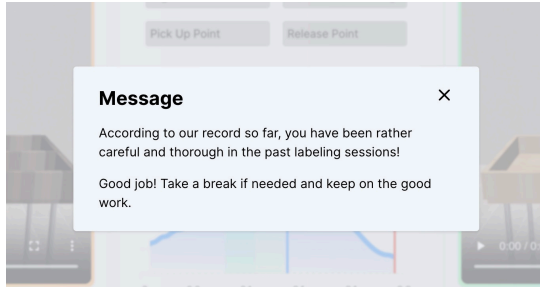 Pick Up Point
Release Point
Message
According to our record so far, you have been rather
careful and thorough in the past labeling sessions!
Good job! Take a break if needed and keep on the good
work.
0:00 / 0